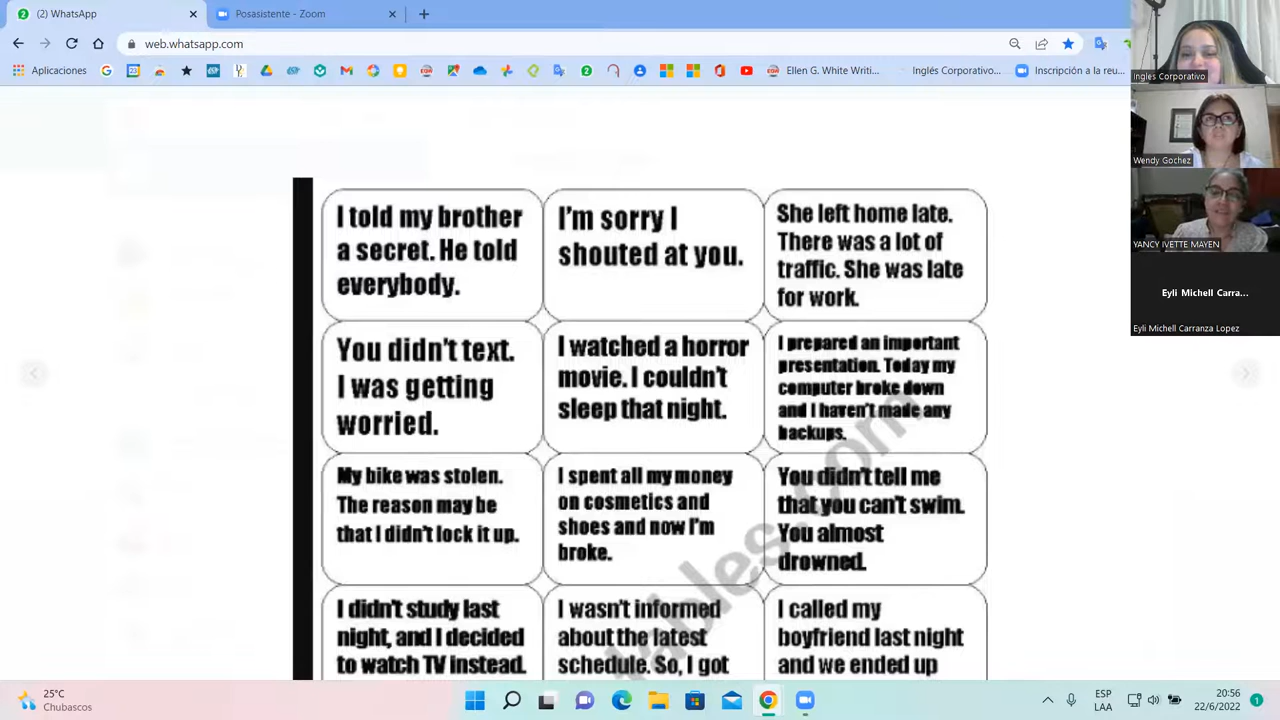 (2) WhatsApp
Posasistente - Zoom
web.whatsapp.com
Aplicaciones
Ellen G. White Writi...
Inglés Corporativo...
Inscripción a la reu...
Ingles Corporativo
Wendy Gochez
YANCY IVETTE MAYEN
Eyli Michell Carra...
Eyli Michell Carranza Lopez
I told my brother
a secret. He told
everybody.
I'm sorry I
shouted at you.
She left home late.
There was a lot of
traffic. She was late
for work.
You didn't text.
I was getting
worried.
I watched a horror
movie. I couldn't
sleep that night.
I prepared an important
presentation. Today my
computer broke down
and I haven't made any
backups.
My bike was stolen.
The reason may be
that I didn't lock it up.
I spent all my money
on cosmetics and
shoes and now I'm
broke.
You didn't tell me
that you can't swim.
You almost
drowned.
I didn't study last
night, and I decided
to watch TV instead.
I wasn't informed
about the latest
schedule. So, I got
I called my
boyfriend last night
and we ended up
ables.com
25°C
Chubascos
ESP
LAA
20:56
22/6/2022